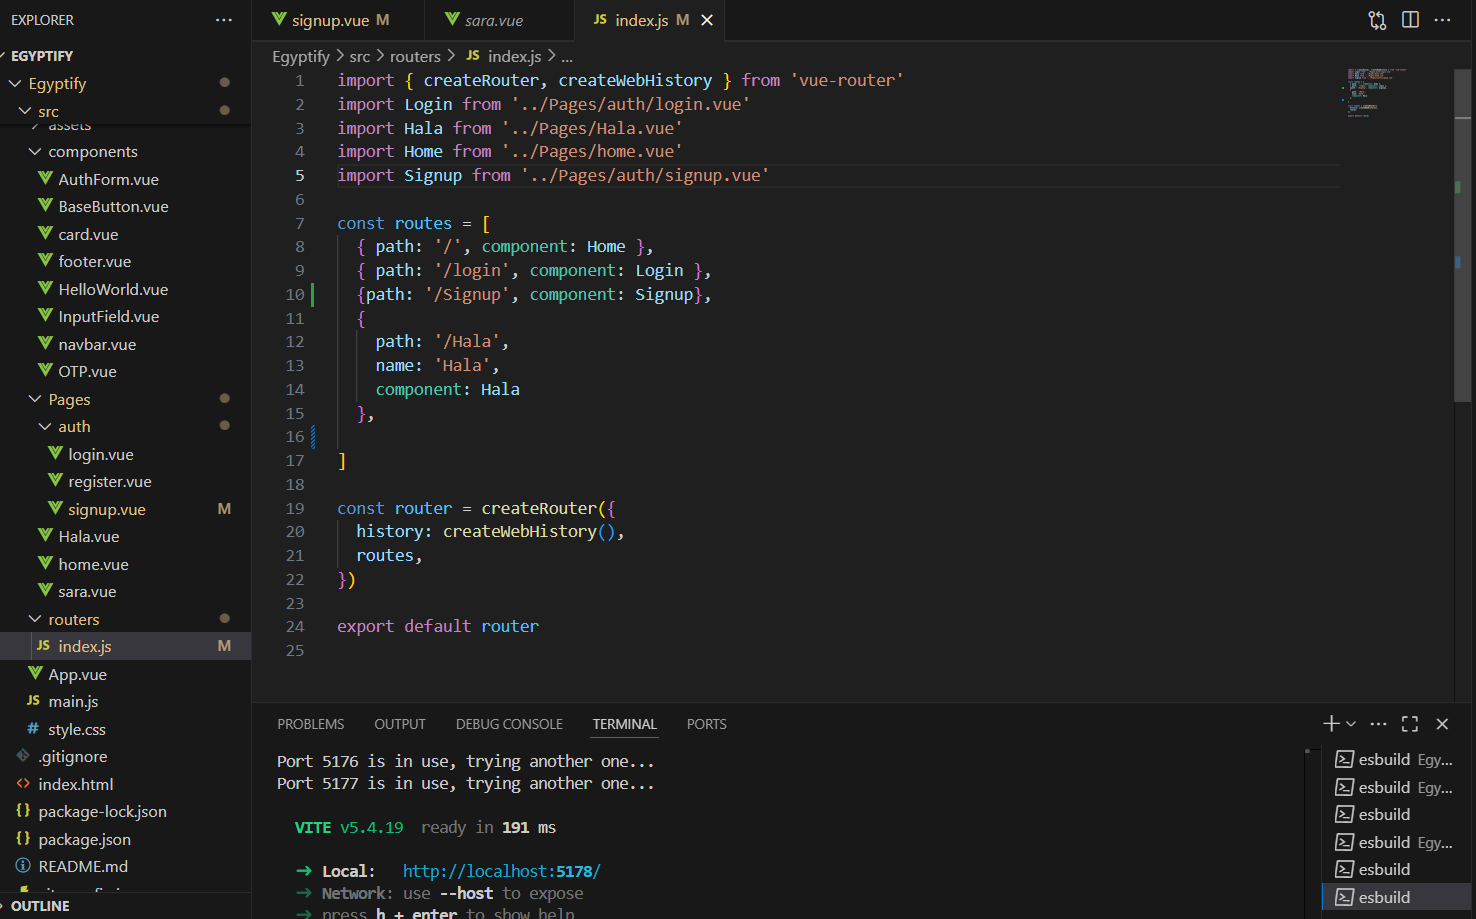 EXPLORER
EGYPTIFY
Egyptify
src
assets
components
AuthForm.vue
BaseButton.vue
card.vue
footer.vue
HelloWorld.vue
InputField.vue
navbar.vue
OTP.vue
Pages
auth
login.vue
register.vue
signup.vue M
Hala.vue
home.vue
sara.vue
routers
JS index.js M
App.vue
JS main.js
# style.css
.gitignore
<> index.html
{} package-lock.json
{} package.json
README.md
OUTLINE
signup.vue M
sara.vue
JS index.js M
Egyptify > src > routers > JS index.js > ...
1 import { createRouter, createWebHistory } from 'vue-router'
2 import Login from '../Pages/auth/login.vue'
3 import Hala from '../Pages/Hala.vue'
4 import Home from '../Pages/home.vue'
5 import Signup from '../Pages/auth/signup.vue'
6
7 const routes = [
8 { path: '/', component: Home },
9 { path: '/login', component: Login },
10 {path: '/Signup', component: Signup},
11 {
12 path: '/Hala',
13 name: 'Hala',
14 component: Hala
15 },
16
17 ]
18
19 const router = createRouter({
20 history: createWebHistory(),
21 routes,
22 })
23
24 export default router
25
PROBLEMS OUTPUT DEBUG CONSOLE TERMINAL PORTS
Port 5176 is in use, trying another one...
Port 5177 is in use, trying another one...
VITE v5.4.19 ready in 191 ms
➜ Local: http://localhost:5178/
➜ Network: use --host to expose
➜ press h + enter to show help
esbuild Egy...
esbuild Egy...
esbuild
esbuild Egy...
esbuild
esbuild